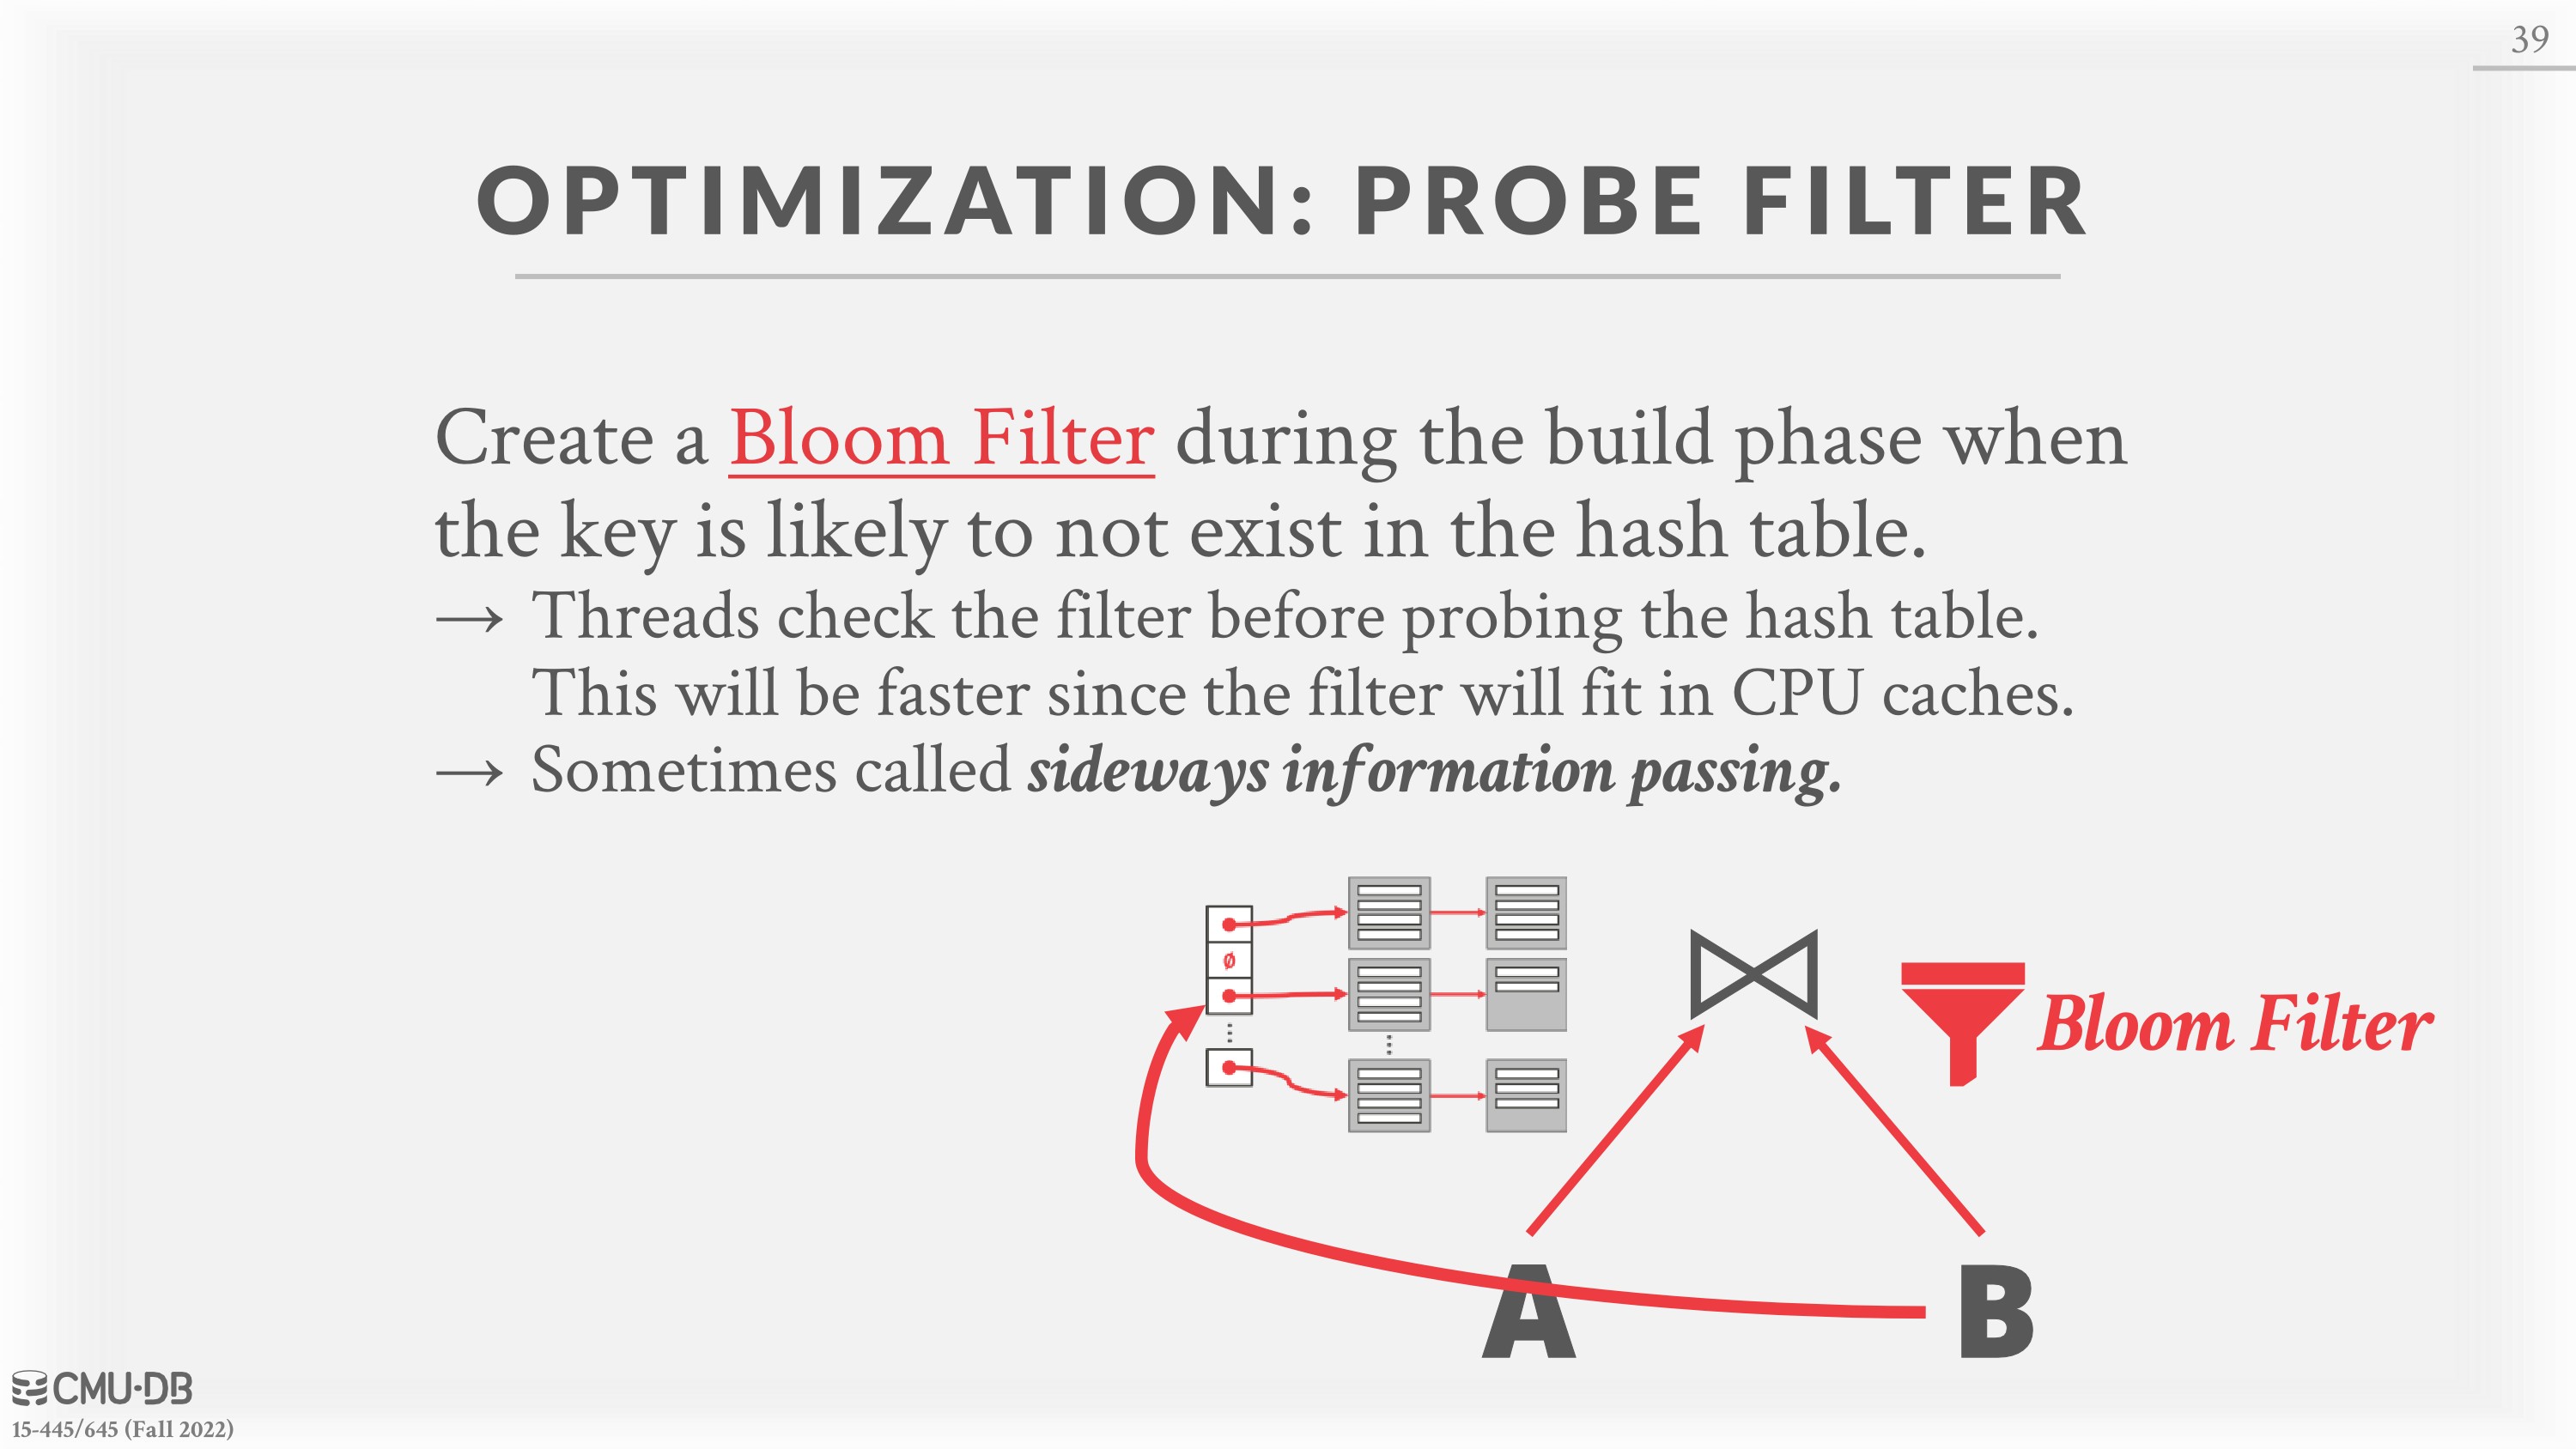 39
OPTIMIZATION: PROBE FILTER
Create a Bloom Filter during the build phase when
the key is likely to not exist in the hash table.
→ Threads check the filter before probing the hash table.
This will be faster since the filter will fit in CPU caches.
→ Sometimes called sideways information passing.
Ø
⋮
⋮
⋈
Bloom Filter
A
B
CMU·DB
15-445/645 (Fall 2022)